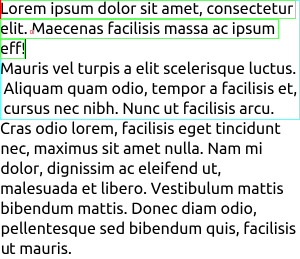 Lorem ipsum dolor sit amet, consectetur
elit. Maecenas facilisis massa ac ipsum
eff!
Mauris vel turpis a elit scelerisque luctus.
Aliquam quam odio, tempor a facilisis et,
cursus nec nibh. Nunc ut facilisis arcu.
Cras odio lorem, facilisis eget tincidunt
nec, maximus sit amet nulla. Nam mi
dolor, dignissim ac eleifend ut,
malesuada et libero. Vestibulum mattis
bibendum mattis. Donec diam odio,
pellentesque sed bibendum quis, facilisis
ut mauris.